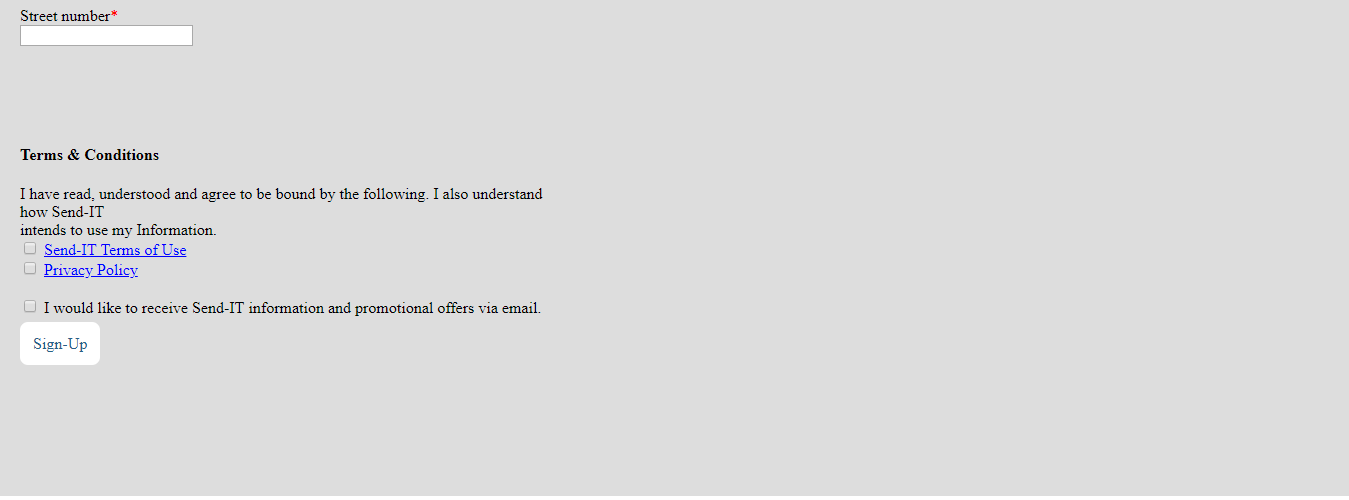 Street number*
Terms & Conditions
I have read, understood and agree to be bound by the following. I also understand
how Send-IT
intends to use my Information.
Send-IT Terms of Use
Privacy Policy
I would like to receive Send-IT information and promotional offers via email.
Sign-Up